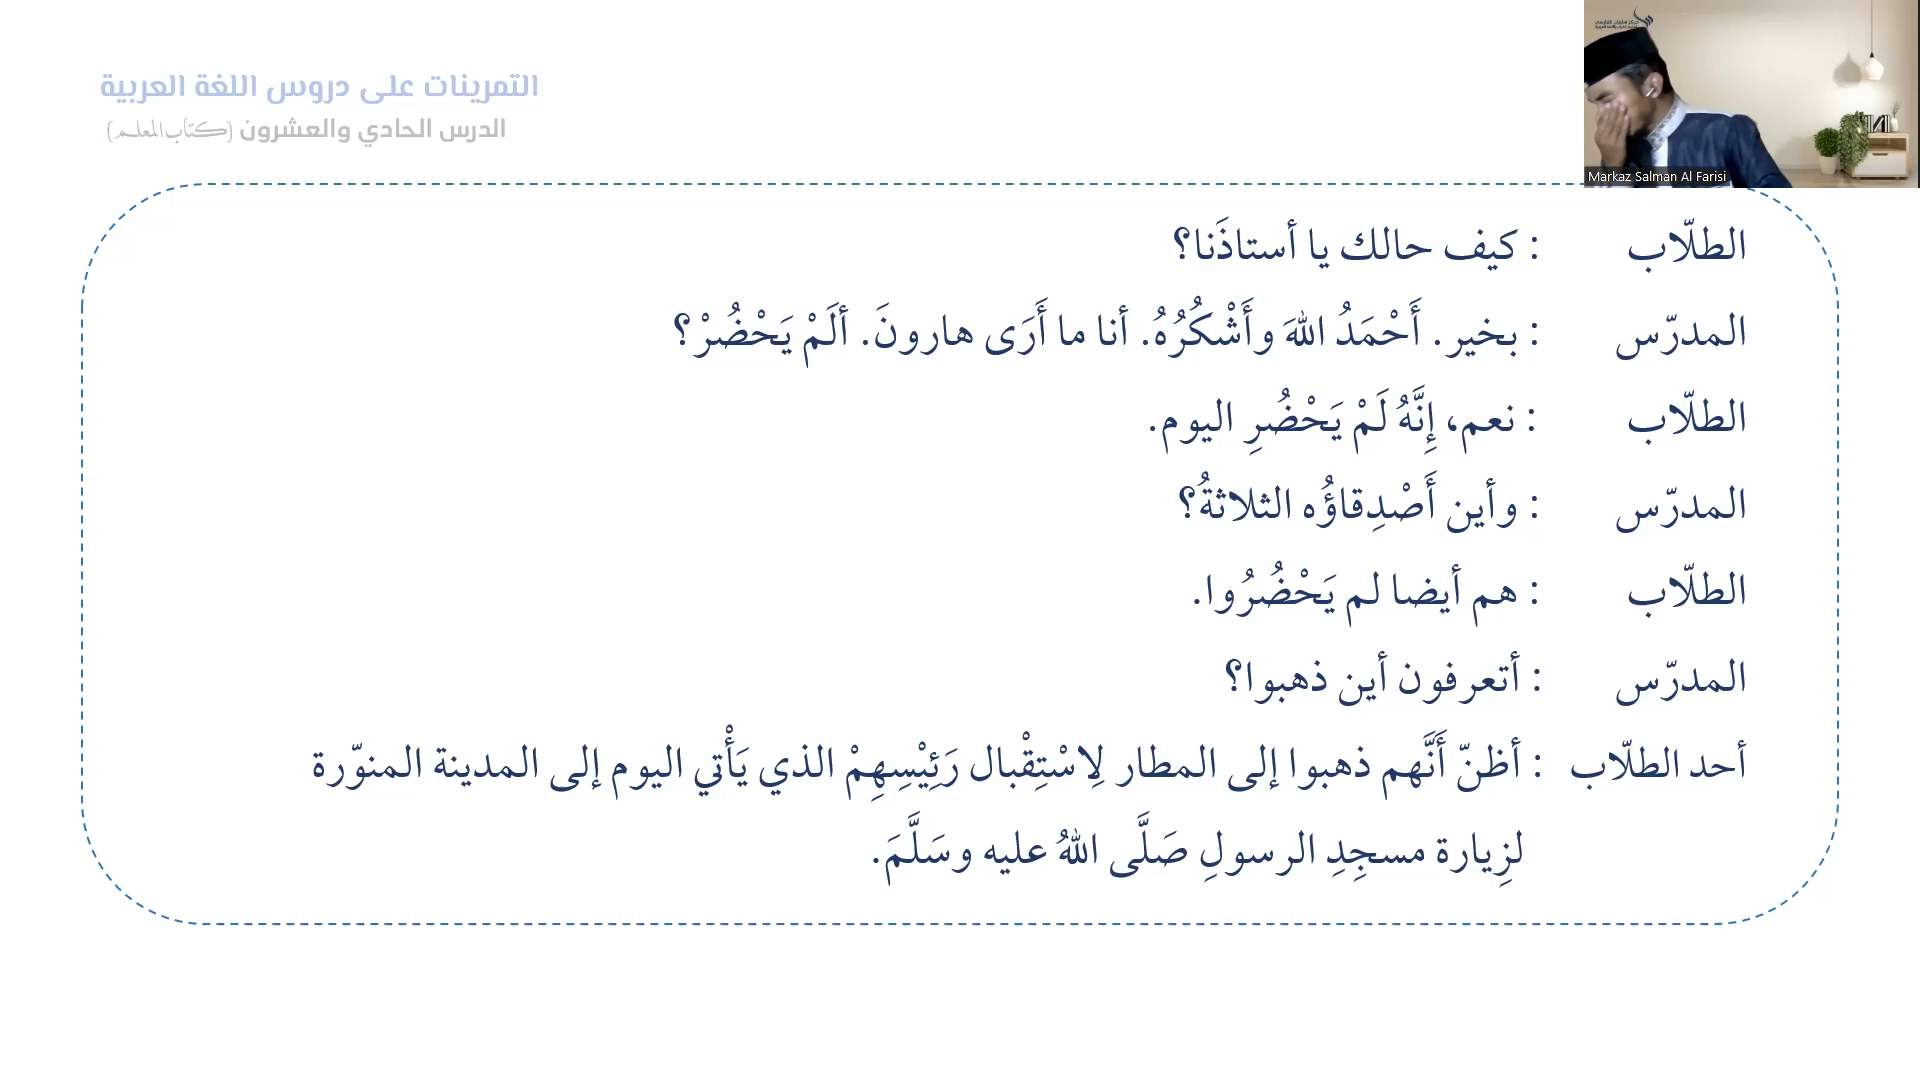 التمرينات على دروس اللغة العربية
الدرس الحادي والعشرون (كتاب المعلم)
Markaz Salman Al Farisi
الطلّاب : كيف حالك يا أستاذَنا؟
المدرّس : بخير. أَحْمَدُ اللهَ وأَشْكُرُهُ. أنا ما أَرَى هارونَ. ألَمْ يَحْضُرْ؟
الطلّاب : نعم، إِنَّهُ لَمْ يَحْضُرِ اليوم.
المدرّس : وأين أَصْدِقاؤُه الثلاثةُ؟
الطلّاب : هم أيضا لم يَحْضُرُوا.
المدرّس : أتعرفون أين ذهبوا؟
أحد الطلّاب : أظنّ أَنَّهم ذهبوا إلى المطار لِاسْتِقْبال رَئِيْسِهِمْ الذي يَأْتي اليوم إلى المدينة المنوّرة
لزِيارة مسجِدِ الرسولِ صَلَّى اللهُ عليه وسَلَّمَ.